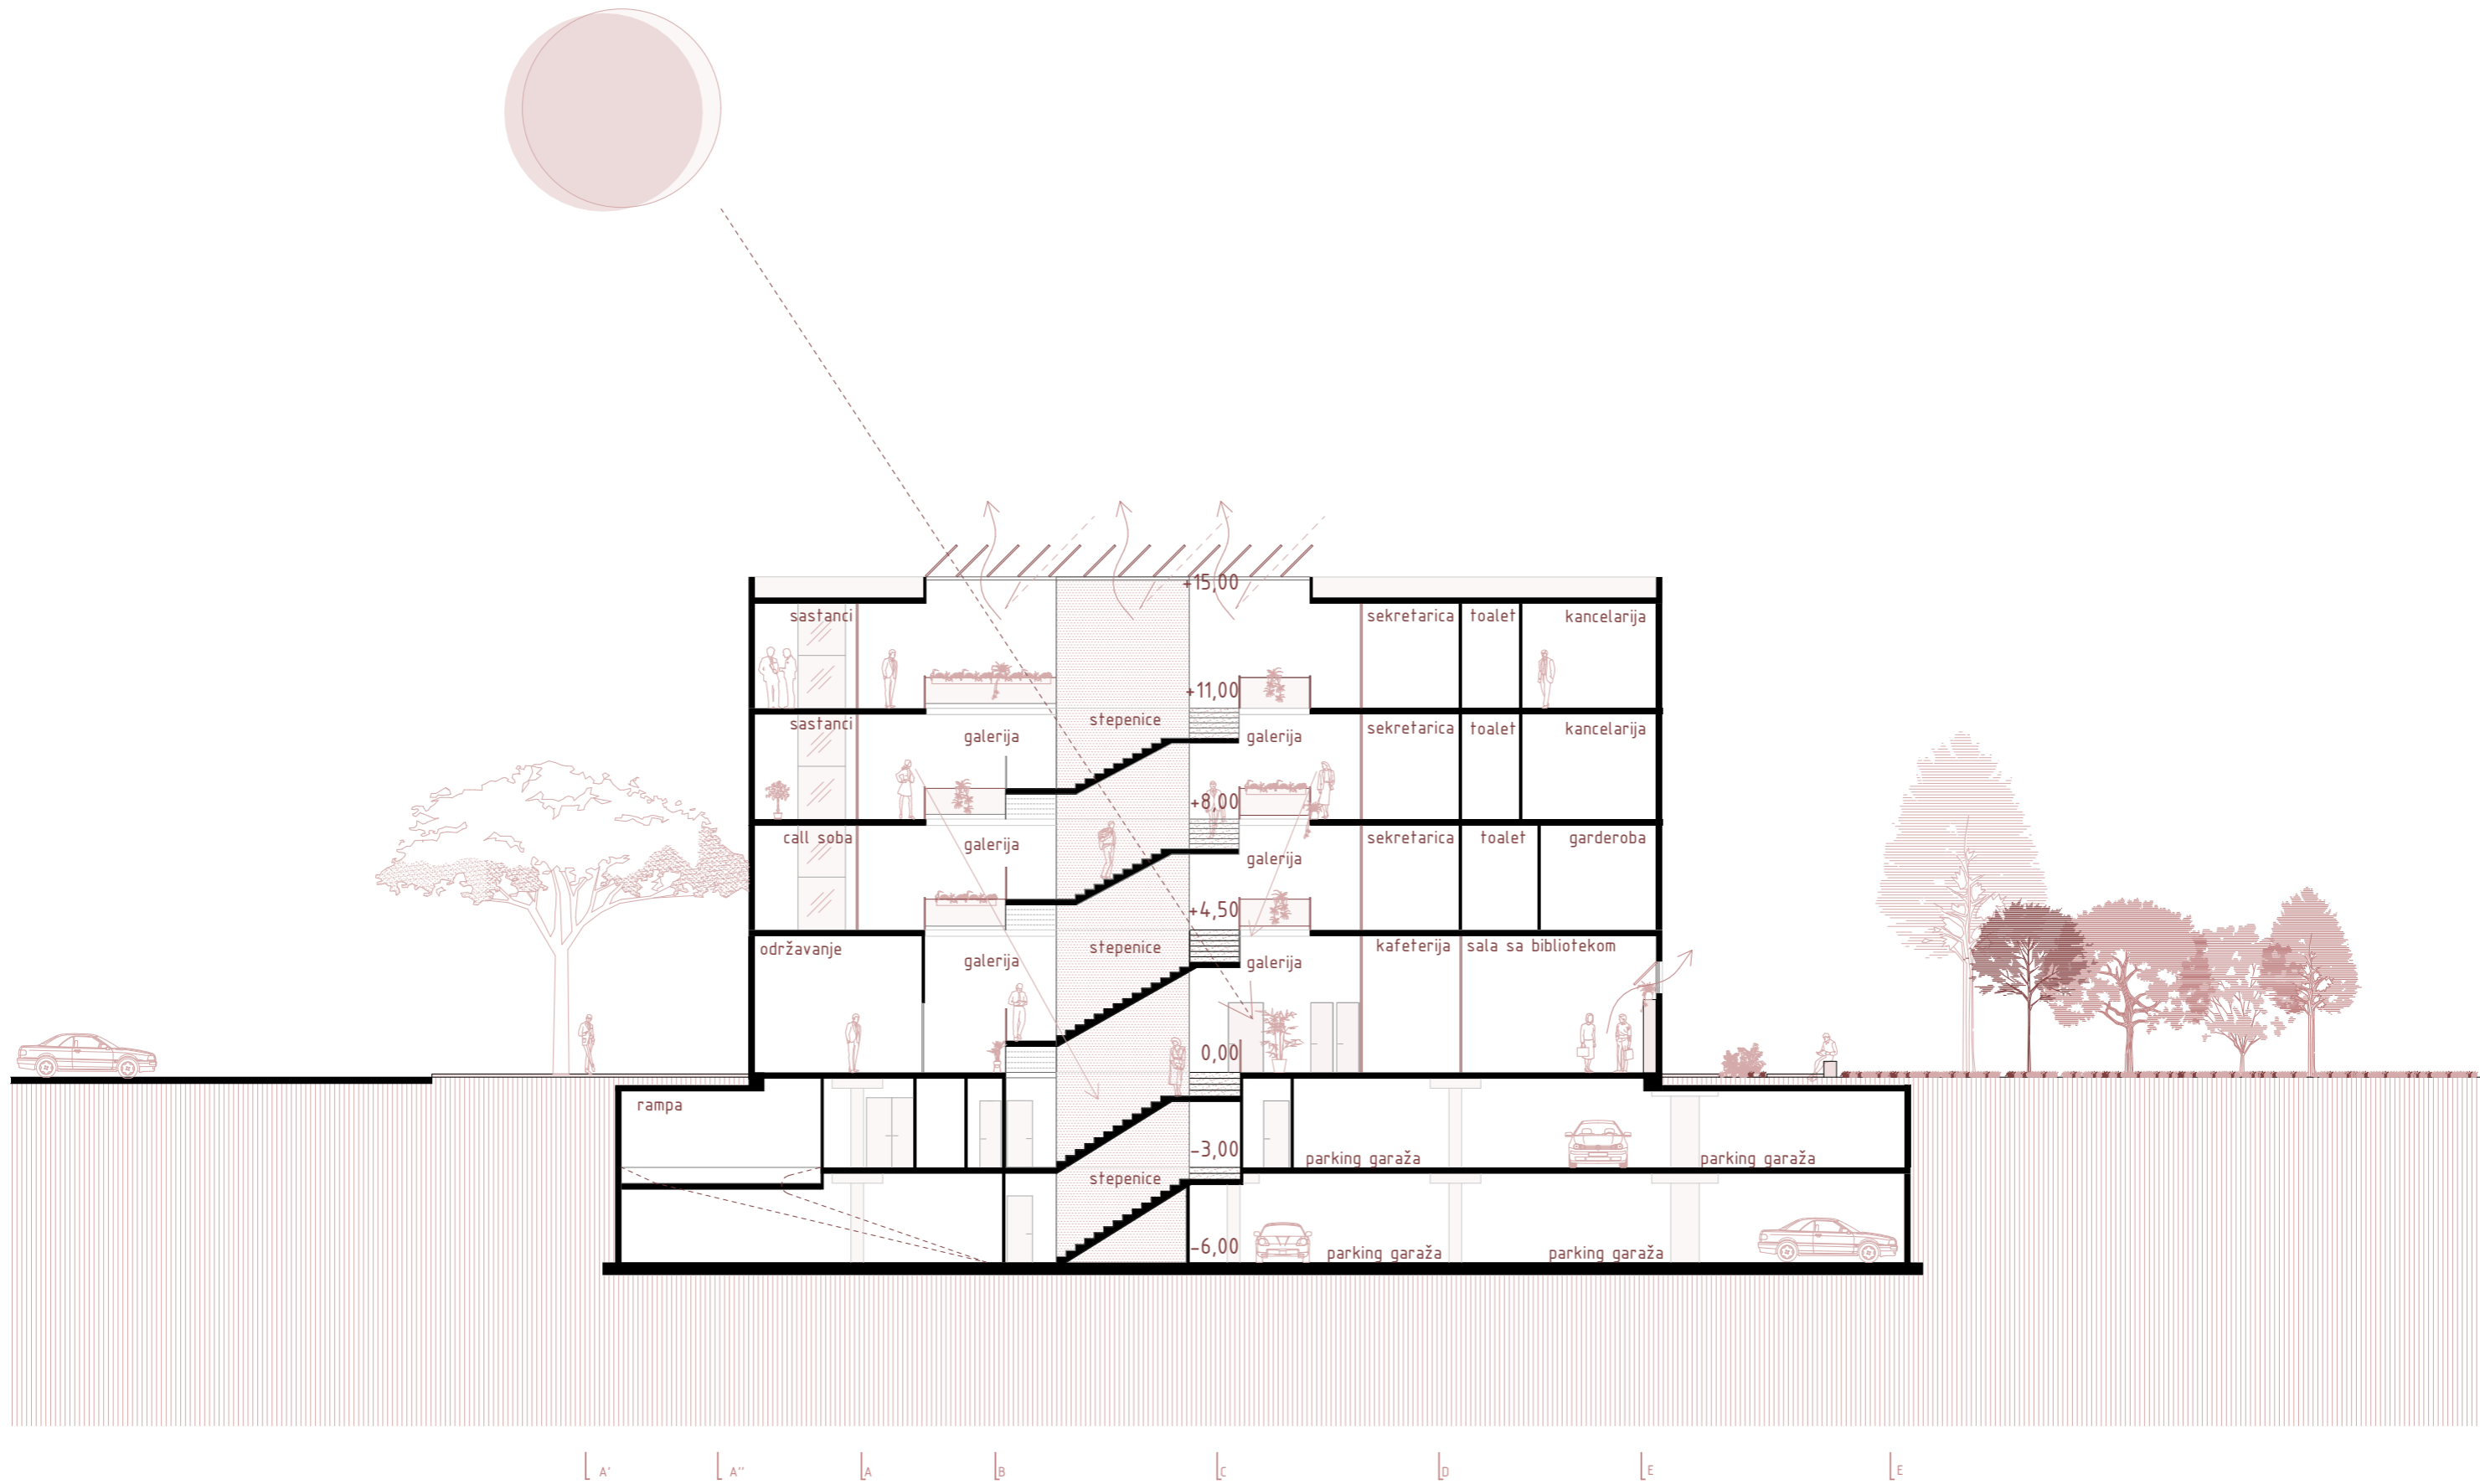 +15,00
sastanci
sekretarica
toalet
kancelarija
+11,00
sastanci
stepenice
galerija
galerija
sekretarica
toalet
kancelarija
+8,00
call soba
galerija
galerija
sekretarica
toalet
garderoba
+4,50
održavanje
galerija
stepenice
galerija
kafeterija
sala sa bibliotekom
0,00
rampa
-3,00
parking garaža
parking garaža
stepenice
-6,00
parking garaža
parking garaža
A'
A''
A
B
C
D
E
E